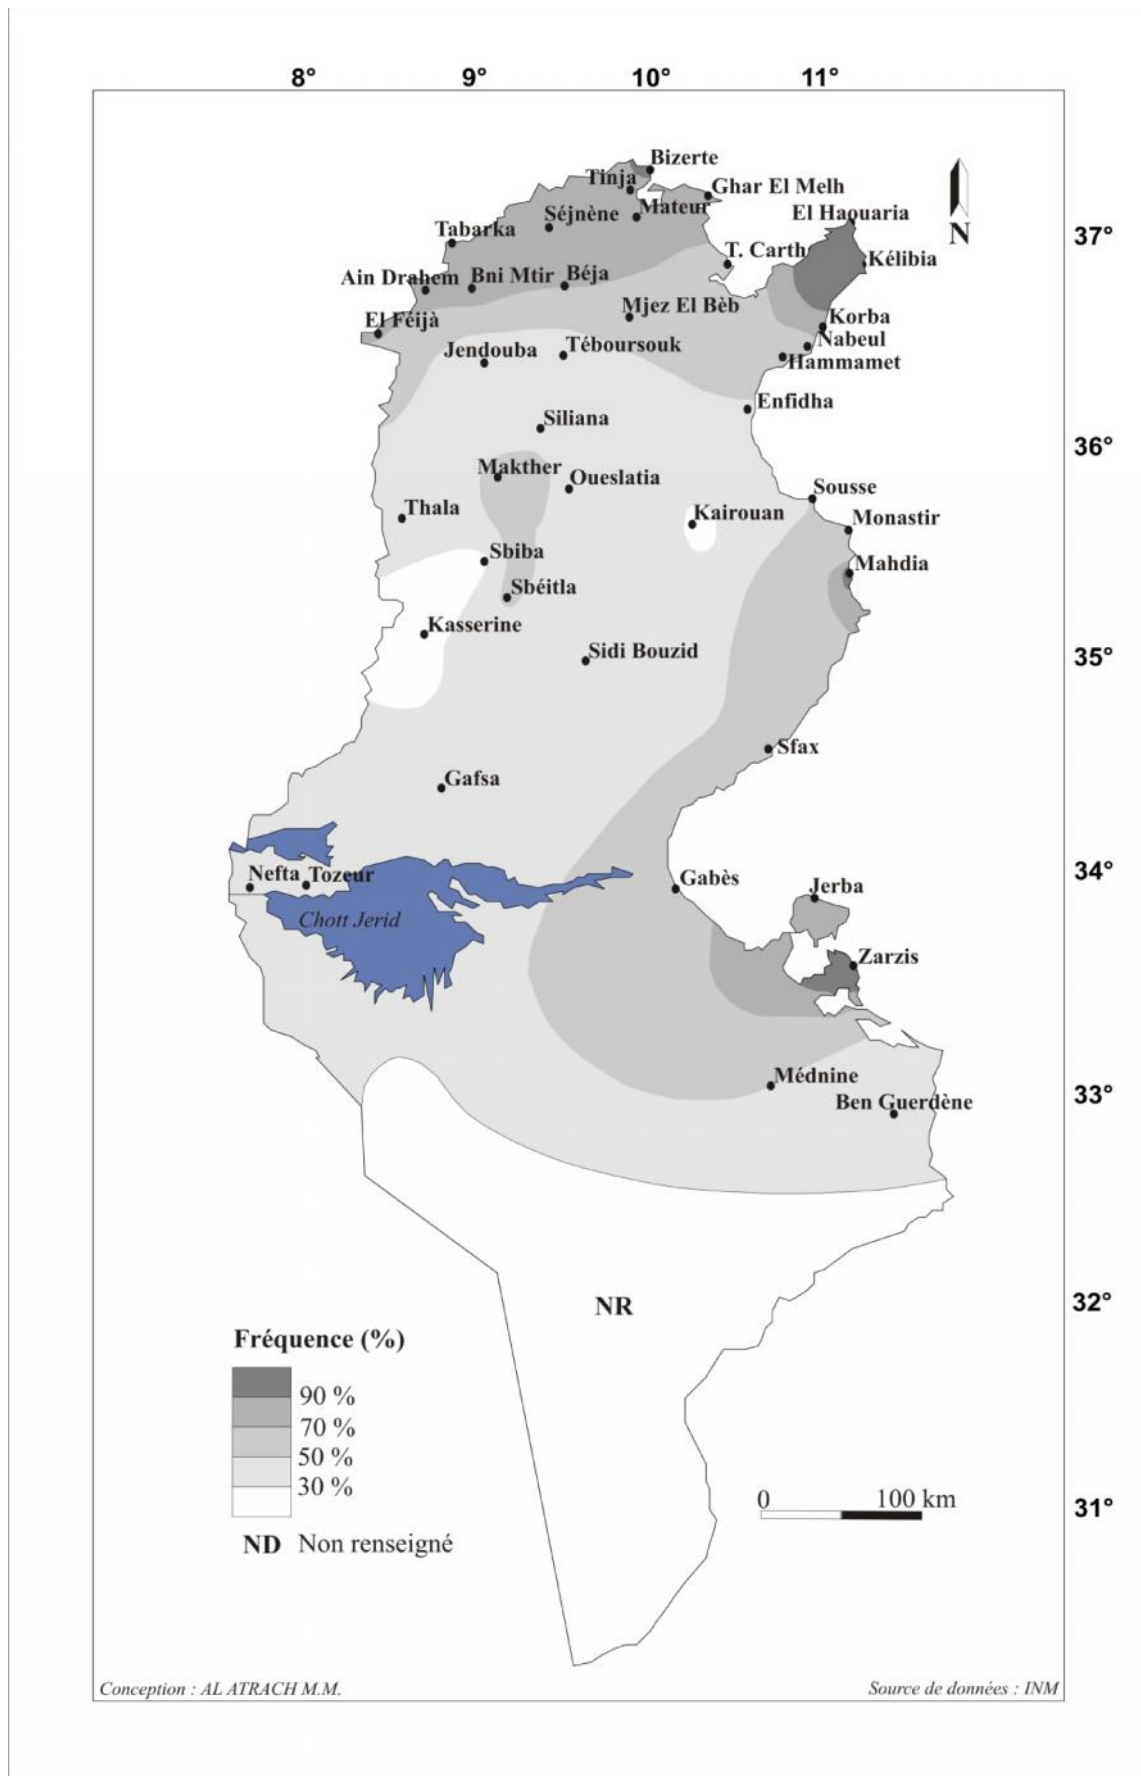 8° 9° 10° 11°
Bizerte
Tinja
Ghar El Melh
Mateur
El Haouaria
Séjnène
N
37°
Tabarka
T. Carth
Kélibia
Ain Drahem
Bni Mtir
Béja
Mjez El Bèb
El Féijà
Korba
Nabeul
Jendouba
Téboursouk
Hammamet
Enfidha
Siliana
36°
Makther
Oueslatia
Sousse
Thala
Kairouan
Monastir
Sbiba
Mahdia
Sbéitla
Kasserine
Sidi Bouzid
35°
Sfax
Gafsa
34°
Nefta
Tozeur
Gabès
Jerba
Chott Jerid
Zarzis
Médnine
33°
Ben Guerdène
32°
NR
Fréquence (%)
90 %
70 %
50 %
30 %
0 100 km
31°
ND Non renseigné
Conception : AL ATRACH M.M.
Source de données : INM